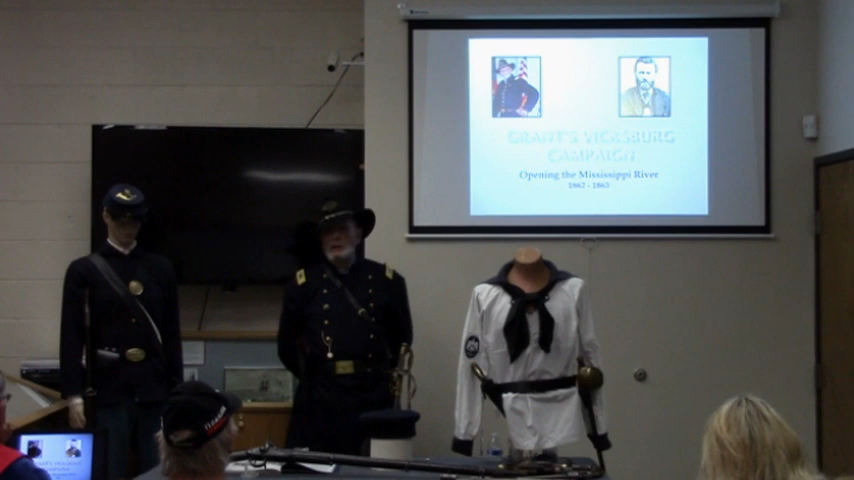 GRANT'S VICKSBURG
CAMPAIGN
Opening the Mississippi River
1862 - 1863